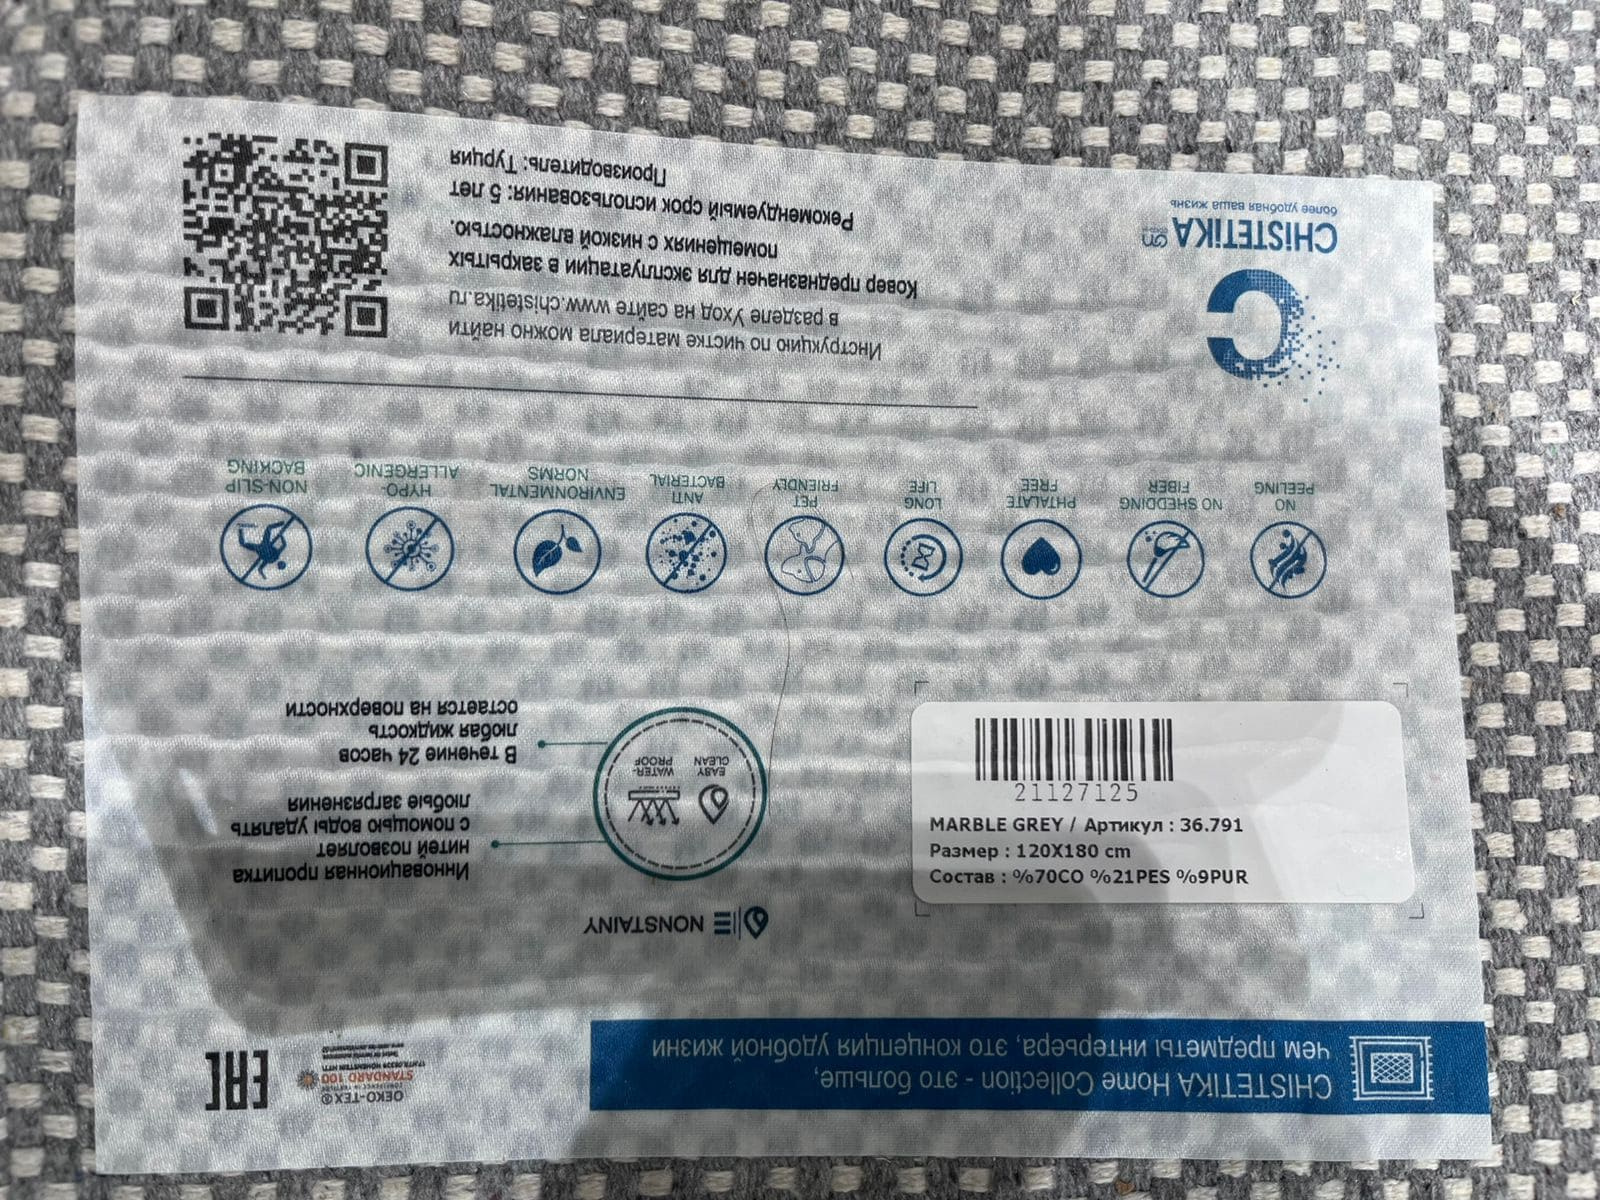 CHISTETIKA Home Collection - это больше,
чем предметы интерьера, это концепция удобной жизни
OEKO-TEX®
CONFIDENCE IN TEXTILES
STANDARD 100
EAC
NONSTAINY
Инновационная пропитка
нитей позволяет
с помощью воды удалять
любые загрязнения
В течение 24 часов
любая жидкость
остается на поверхности
EASY
CLEAN
WATER-
PROOF
21127125
MARBLE GREY / Артикул : 36.791
Размер : 120X180 cm
Состав : %70CO %21PES %9PUR
NO
PEELING
NO SHEDDING
FIBER
PHTALATE
FREE
LONG
LIFE
PET
FRIENDLY
ANTI
BACTERIAL
ENVIRONMENTAL
NORMS
HYPO-
ALLERGENIC
NON-SLIP
BACKING
CHISTETIKA
более удобная ваша жизнь
Инструкцию по чистке материала можно найти
в разделе Уход на сайте www.chistetika.ru
Ковер предназначен для эксплуатации в закрытых
помещениях с низкой влажностью.
Рекомендуемый срок использования: 5 лет
Производитель: Турция